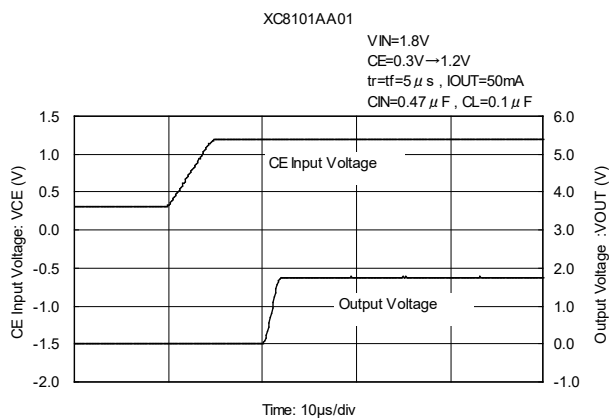 XC8101AA01
VIN=1.8V
CE=0.3V→1.2V
tr=tf=5μs , IOUT=50mA
CIN=0.47μF , CL=0.1μF
CE Input Voltage: VCE (V)
1.5
1.0
0.5
0.0
-0.5
-1.0
-1.5
-2.0
CE Input Voltage
Output Voltage
6.0
5.0
4.0
3.0
2.0
1.0
0.0
-1.0
Output Voltage :VOUT (V)
Time: 10μs/div